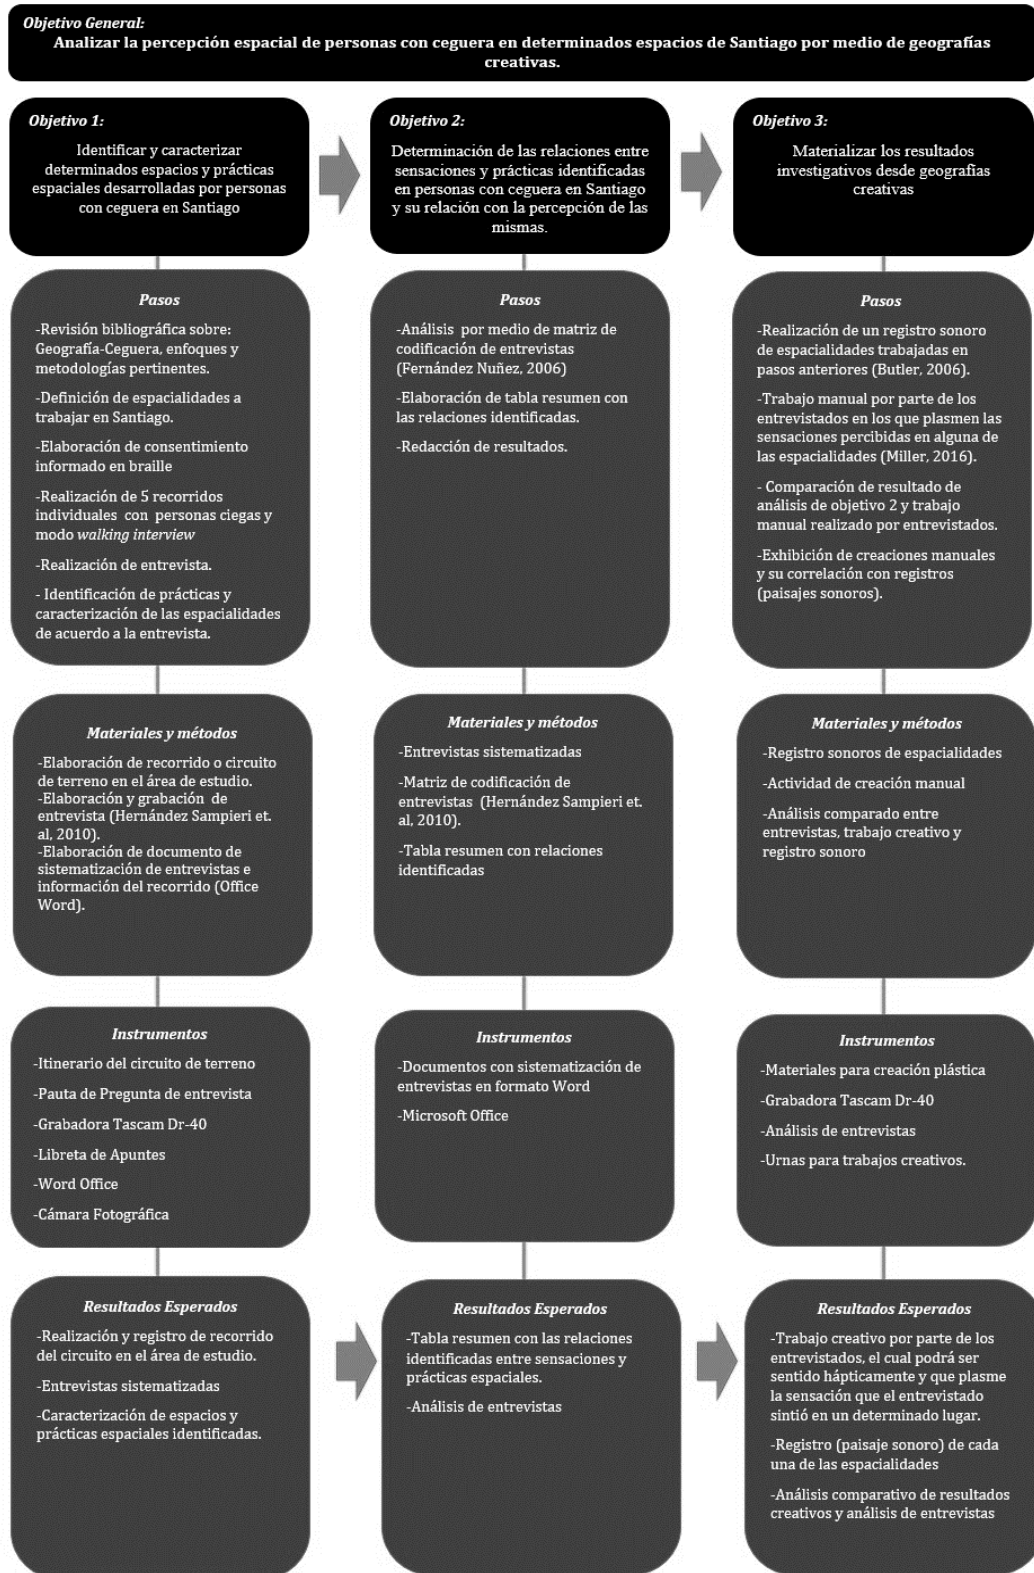 Objetivo General:
Analizar la percepción espacial de personas con ceguera en determinados espacios de Santiago por medio de geografías
creativas.
Objetivo 1:
Identificar y caracterizar
determinados espacios y prácticas
espaciales desarrolladas por personas
con ceguera en Santiago
Objetivo 2:
Determinación de las relaciones entre
sensaciones y prácticas identificadas
en personas con ceguera en Santiago
y su relación con la percepción de las
mismas.
Objetivo 3:
Materializar los resultados
investigativos desde geografías
creativas
Pasos
-Revisión bibliográfica sobre:
Geografía-Ceguera, enfoques y
metodologías pertinentes.
-Definición de espacialidades a
trabajar en Santiago.
-Elaboración de consentimiento
informado en braille
-Realización de 5 recorridos
individuales con personas ciegas y
modo walking interview
-Realización de entrevista.
- Identificación de prácticas y
caracterización de las espacialidades
de acuerdo a la entrevista.
Pasos
-Análisis por medio de matriz de
codificación de entrevistas
(Fernández Nuñez, 2006)
-Elaboración de tabla resumen con
las relaciones identificadas.
-Redacción de resultados.
Pasos
-Realización de un registro sonoro
de espacialidades trabajadas en
pasos anteriores (Butler, 2006).
-Trabajo manual por parte de los
entrevistados en los que plasmen las
sensaciones percibidas en alguna de
las espacialidades (Miller, 2016).
- Comparación de resultado de
análisis de objetivo 2 y trabajo
manual realizado por entrevistados.
-Exhibición de creaciones manuales
y su correlación con registros
(paisajes sonoros).
Materiales y métodos
-Elaboración de recorrido o circuito
de terreno en el área de estudio.
-Elaboración y grabación de
entrevista (Hernández Sampieri et.
al, 2010).
-Elaboración de documento de
sistematización de entrevistas e
información del recorrido (Office
Word).
Materiales y métodos
-Entrevistas sistematizadas
-Matriz de codificación de
entrevistas (Hernández Sampieri et.
al, 2010).
-Tabla resumen con relaciones
identificadas
Materiales y métodos
-Registro sonoros de espacialidades
-Actividad de creación manual
-Análisis comparado entre
entrevistas, trabajo creativo y
registro sonoro
Instrumentos
-Itinerario del circuito de terreno
-Pauta de Pregunta de entrevista
-Grabadora Tascam Dr-40
-Libreta de Apuntes
-Word Office
-Cámara Fotográfica
Instrumentos
-Documentos con sistematización de
entrevistas en formato Word
-Microsoft Office
Instrumentos
-Materiales para creación plástica
-Grabadora Tascam Dr-40
-Análisis de entrevistas
-Urnas para trabajos creativos.
Resultados Esperados
-Realización y registro de recorrido
del circuito en el área de estudio.
-Entrevistas sistematizadas
-Caracterización de espacios y
prácticas espaciales identificadas.
Resultados Esperados
-Tabla resumen con las relaciones
identificadas entre sensaciones y
prácticas espaciales.
-Análisis de entrevistas
Resultados Esperados
-Trabajo creativo por parte de los
entrevistados, el cual podrá ser
sentido hápticamente y que plasme
la sensación que el entrevistado
sintió en un determinado lugar.
-Registro (paisaje sonoro) de cada
una de las espacialidades
-Análisis comparativo de resultados
creativos y análisis de entrevistas